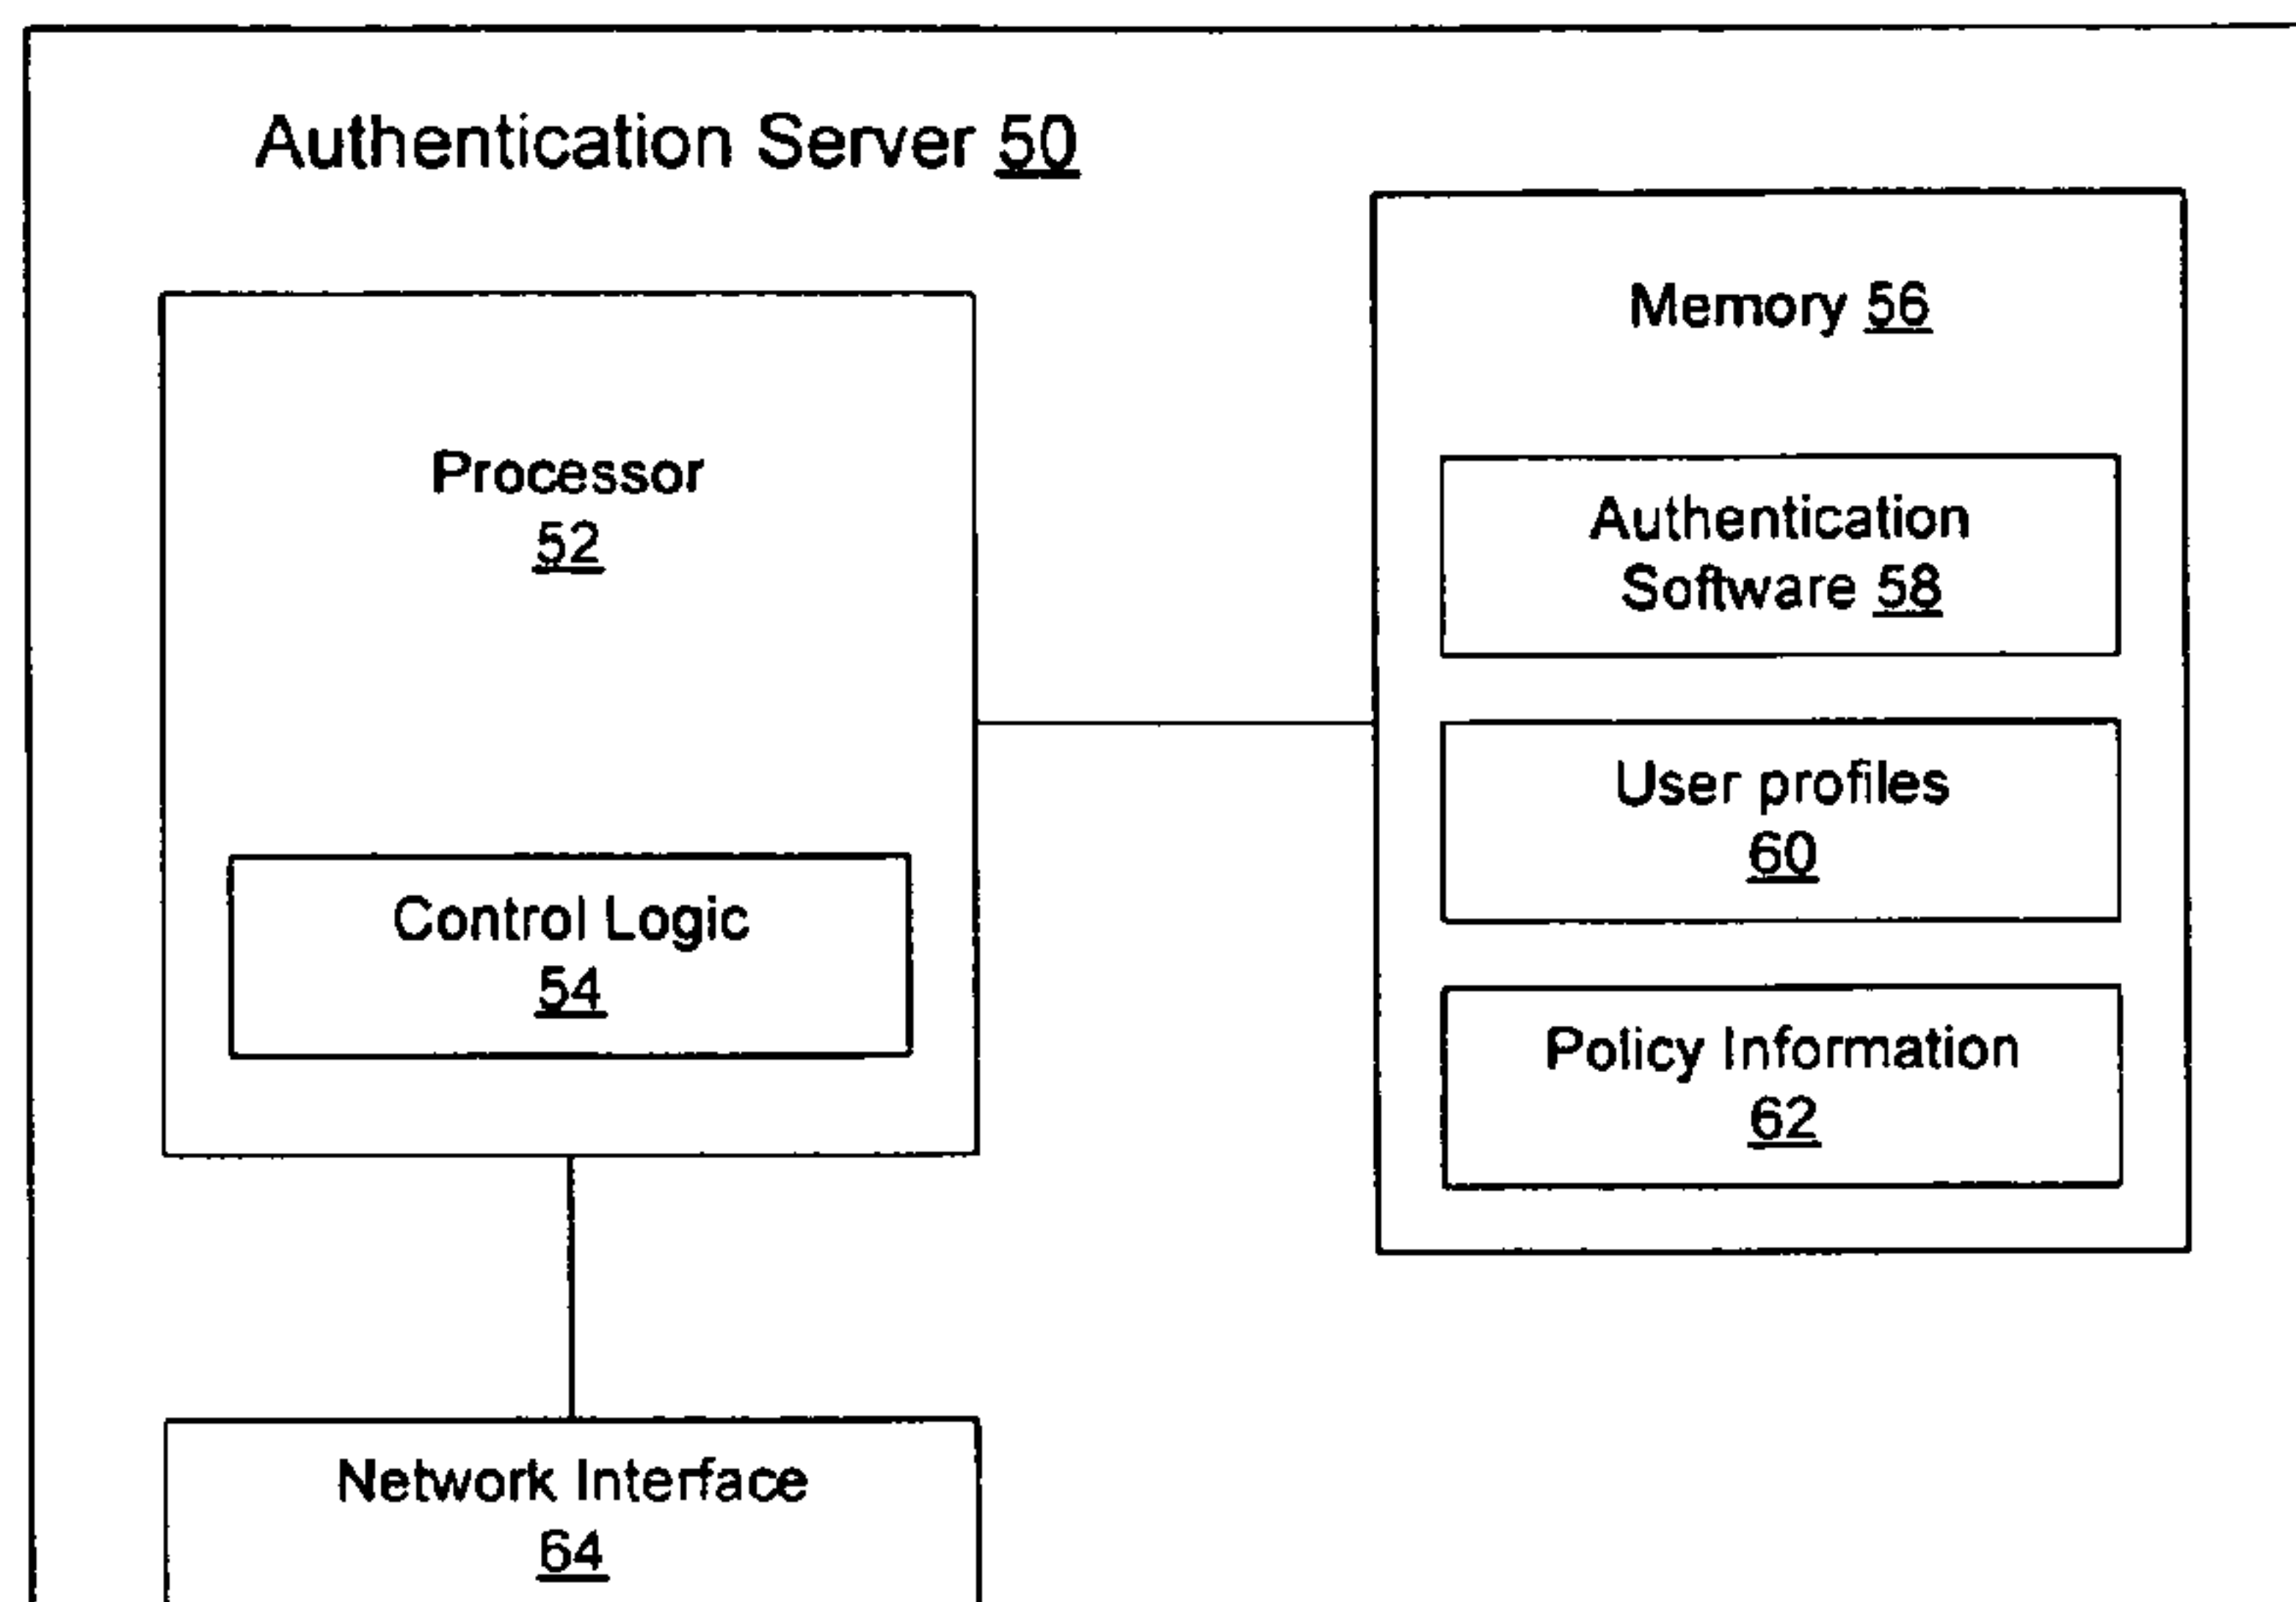 Authentication Server 50
Memory 56
Processor
52
Authentication
Software 58
User profiles
60
Control Logic
54
Policy Information
62
Network Interface
64